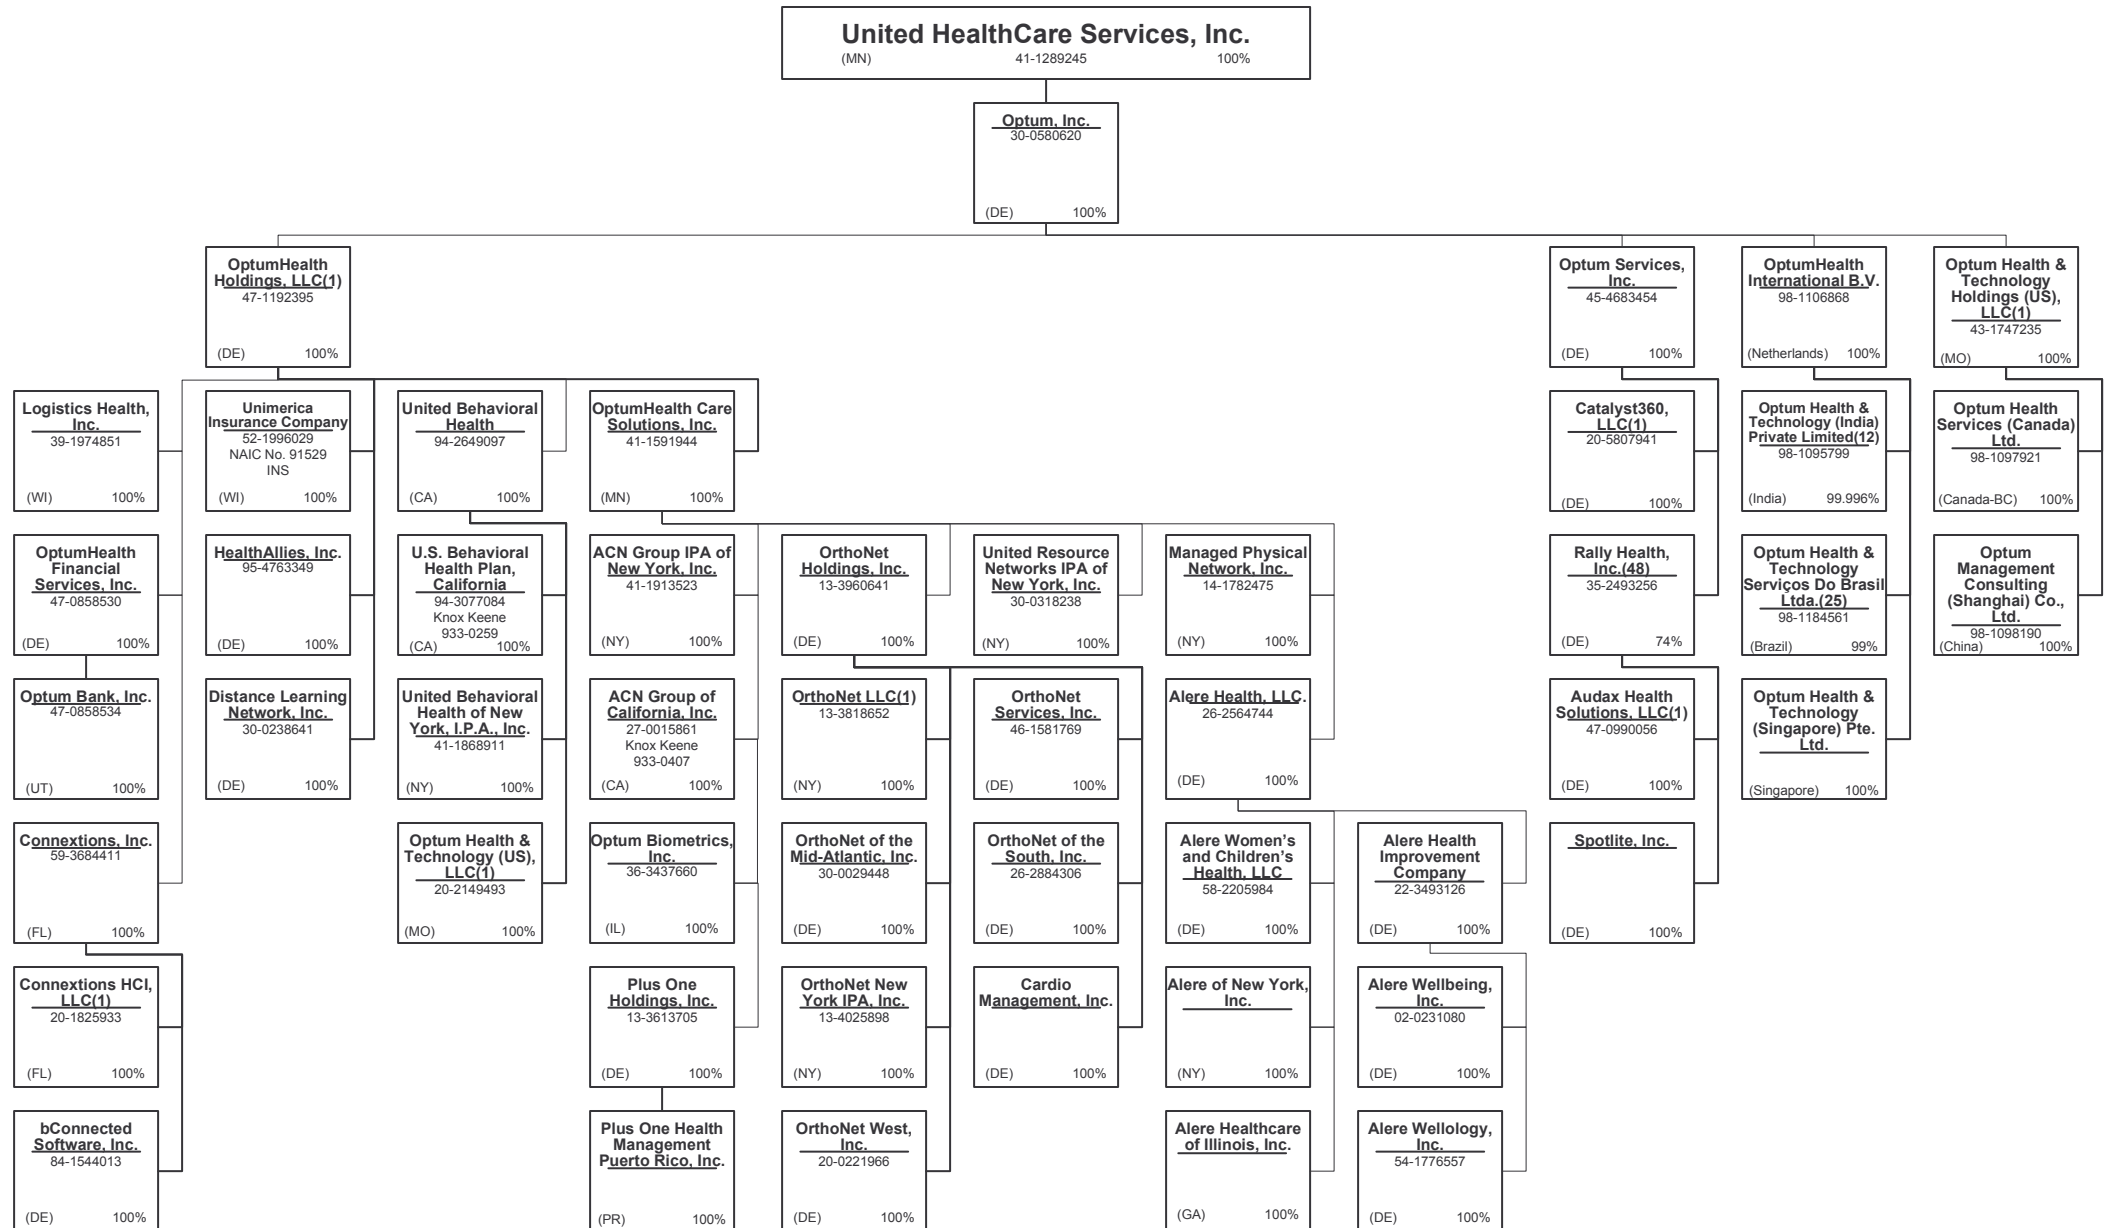 United HealthCare Services, Inc.
(MN) 41-1289245 100%
Optum, Inc.
30-0580620
(DE) 100%
OptumHealth
Holdings, LLC(1)
47-1192395
(DE) 100%
Optum Services,
Inc.
45-4683454
(DE) 100%
OptumHealth
International B.V.
98-1106868
(Netherlands) 100%
Optum Health &
Technology
Holdings (US),
LLC(1)
43-1747235
(MO) 100%
Logistics Health,
Inc.
39-1974851
(WI) 100%
Unimerica
Insurance Company
52-1996029
NAIC No. 91529
INS
(WI) 100%
United Behavioral
Health
94-2649097
(CA) 100%
OptumHealth Care
Solutions, Inc.
41-1591944
(MN) 100%
Catalyst360,
LLC(1)
20-5807941
(DE) 100%
Optum Health &
Technology (India)
Private Limited(12)
98-1095799
(India) 99.996%
Optum Health
Services (Canada)
Ltd.
98-1097921
(Canada-BC) 100%
OptumHealth
Financial
Services, Inc.
47-0858530
(DE) 100%
HealthAllies, Inc.
95-4763349
(DE) 100%
U.S. Behavioral
Health Plan,
California
94-3077084
Knox Keene
933-0259
(CA) 100%
ACN Group IPA of
New York, Inc.
41-1913523
(NY) 100%
OrthoNet
Holdings, Inc.
13-3960641
(DE) 100%
United Resource
Networks IPA of
New York, Inc.
30-0318238
(NY) 100%
Managed Physical
Network, Inc.
14-1782475
(NY) 100%
Rally Health,
Inc.(48)
35-2493256
(DE) 74%
Optum Health &
Technology
Serviços Do Brasil
Ltda.(25)
98-1184561
(Brazil) 99%
Optum
Management
Consulting
(Shanghai) Co.,
Ltd.
98-1098190
(China) 100%
Optum Bank, Inc.
47-0858534
(UT) 100%
Distance Learning
Network, Inc.
30-0238641
(DE) 100%
United Behavioral
Health of New
York, I.P.A., Inc.
41-1868911
(NY) 100%
ACN Group of
California, Inc.
27-0015861
Knox Keene
933-0407
(CA) 100%
OrthoNet LLC(1)
13-3818652
(NY) 100%
OrthoNet
Services, Inc.
46-1581769
(DE) 100%
Alere Health, LLC.
26-2564744
(DE) 100%
Audax Health
Solutions, LLC(1)
47-0990056
(DE) 100%
Optum Health &
Technology
(Singapore) Pte.
Ltd.
(Singapore) 100%
Connextions, Inc.
59-3684411
(FL) 100%
Optum Health &
Technology (US),
LLC(1)
20-2149493
(MO) 100%
Optum Biometrics,
Inc.
36-3437660
(IL) 100%
OrthoNet of the
Mid-Atlantic, Inc.
30-0029448
(DE) 100%
OrthoNet of the
South, Inc.
26-2884306
(DE) 100%
Alere Women's
and Children's
Health, LLC
58-2205984
(DE) 100%
Alere Health
Improvement
Company
22-3493126
(DE) 100%
Spotlite, Inc.
(DE) 100%
Connextions HCI,
LLC(1)
20-1825933
(FL) 100%
Plus One
Holdings, Inc.
13-3613705
(DE) 100%
OrthoNet New
York IPA, Inc.
13-4025898
(NY) 100%
Cardio
Management, Inc.
(DE) 100%
Alere of New York,
Inc.
(NY) 100%
Alere Wellbeing,
Inc.
02-0231080
(DE) 100%
bConnected
Software, Inc.
84-1544013
(DE) 100%
Plus One Health
Management
Puerto Rico, Inc.
(PR) 100%
OrthoNet West,
Inc.
20-0221966
(DE) 100%
Alere Healthcare
of Illinois, Inc.
(GA) 100%
Alere Wellology,
Inc.
54-1776557
(DE) 100%